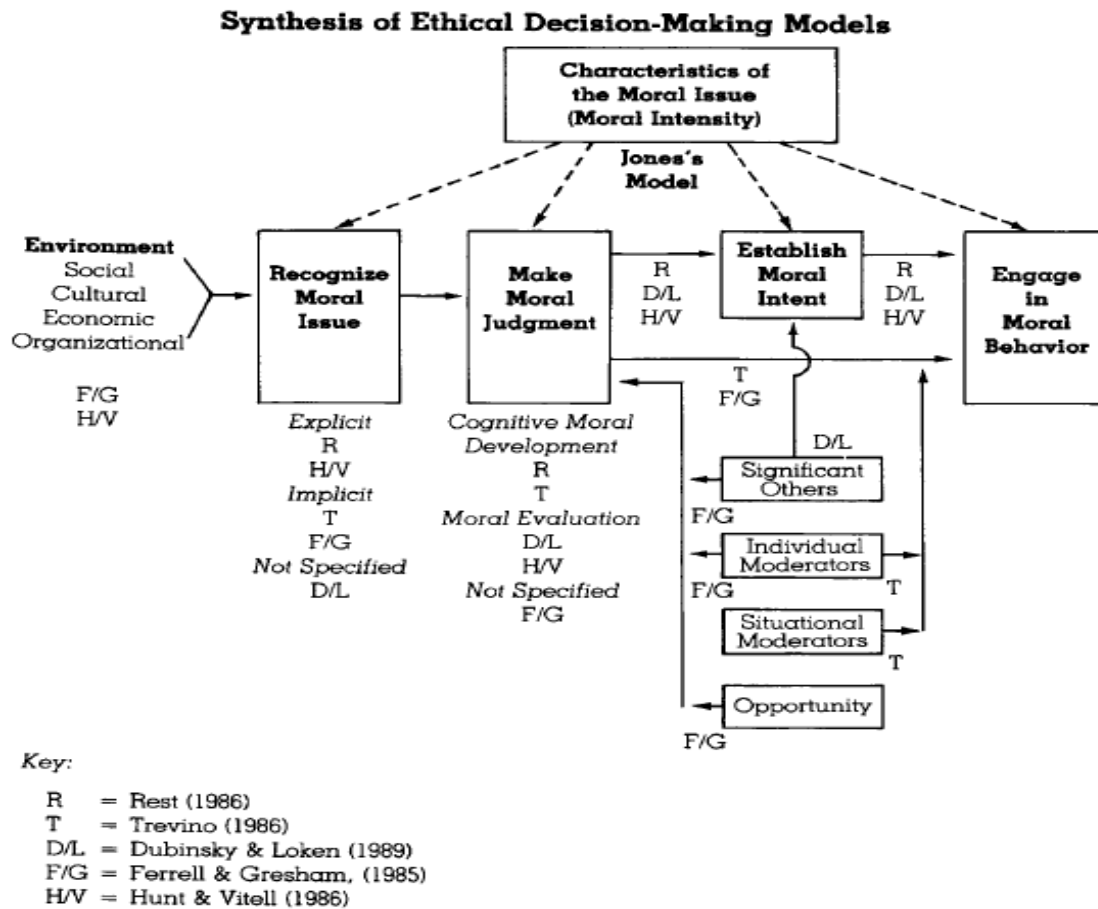 Synthesis of Ethical Decision-Making Models
Characteristics of
the Moral Issue
(Moral Intensity)
Jones's
Model
Environment
Social
Cultural
Economic
Organizational
F/G
H/V
Recognize
Moral
Issue
Explicit
R
H/V
Implicit
T
F/G
Not Specified
D/L
Make
Moral
Judgment
Cognitive Moral
Development
R
T
Moral Evaluation
D/L
H/V
Not Specified
F/G
R
D/L
H/V
Establish
Moral
Intent
R
D/L
H/V
Engage
in
Moral
Behavior
T
F/G
D/L
Significant
Others
F/G
Individual
Moderators
F/G
T
Situational
Moderators
T
Opportunity
F/G
Key:
R = Rest (1986)
T = Trevino (1986)
D/L = Dubinsky & Loken (1989)
F/G = Ferrell & Gresham, (1985)
H/V = Hunt & Vitell (1986)